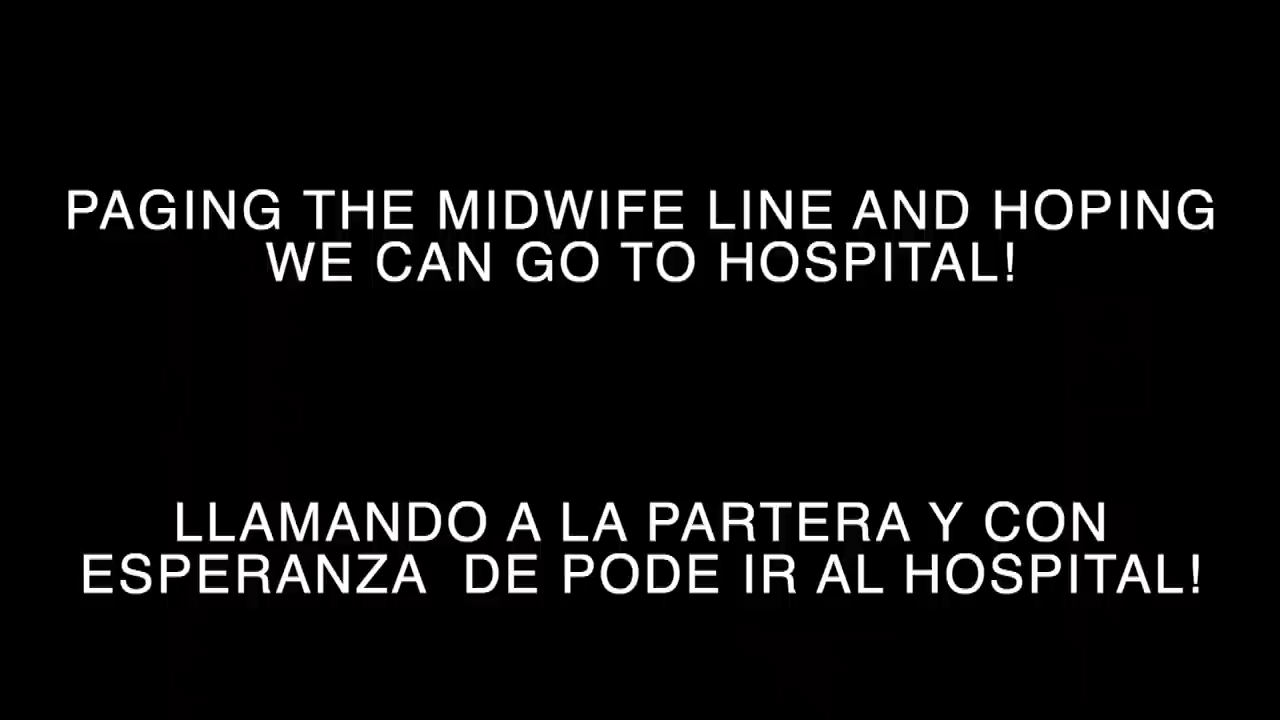 PAGING THE MIDWIFE LINE AND HOPING
WE CAN GO TO HOSPITAL!
LLAMANDO A LA PARTERA Y CON
ESPERANZA  DE PODE IR AL HOSPITAL!